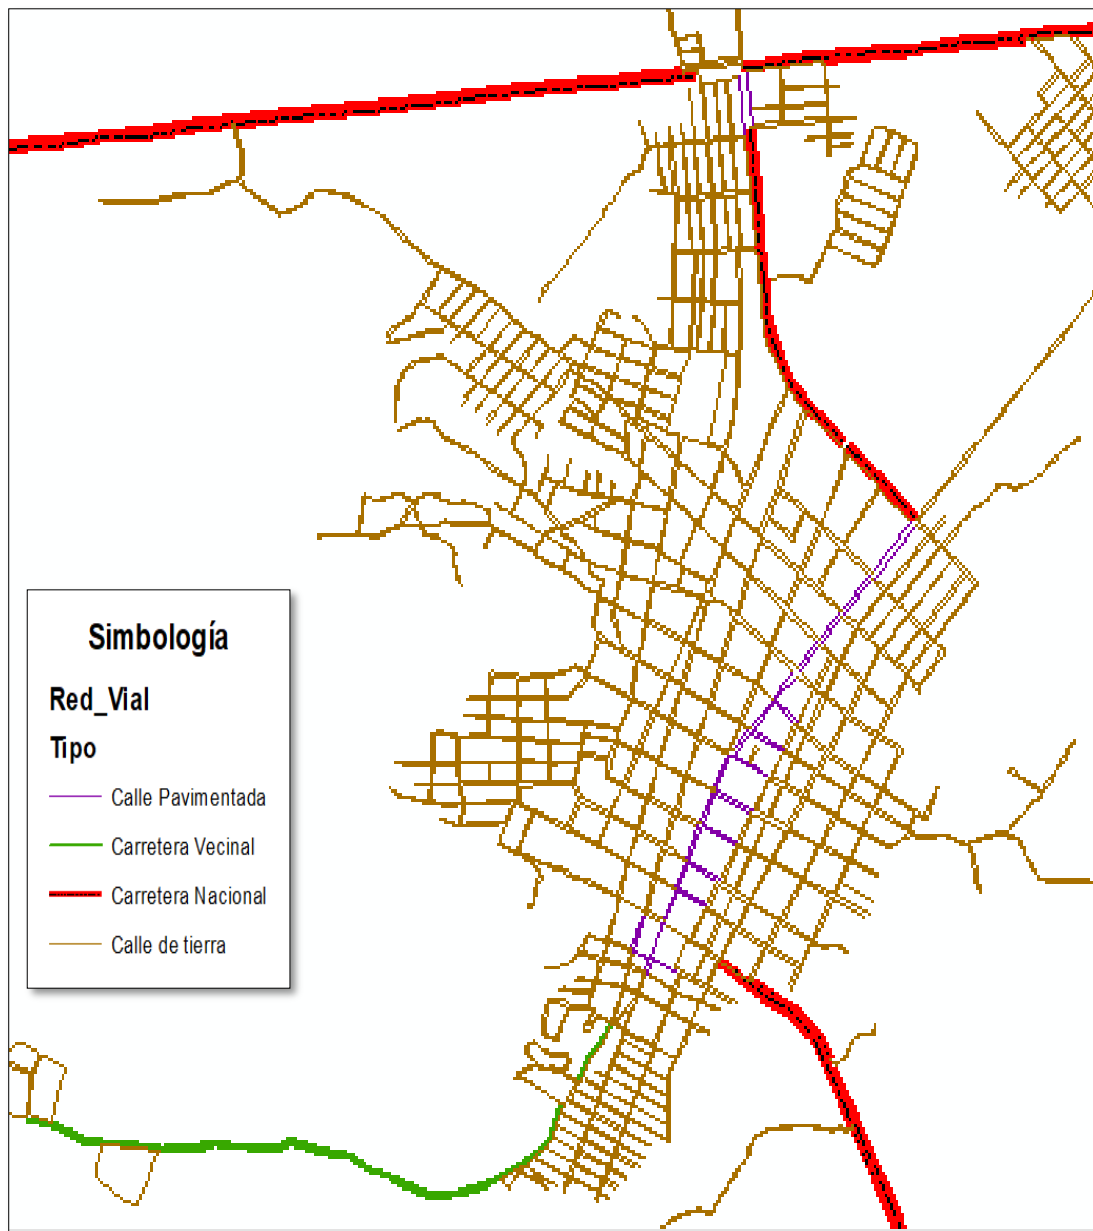 Simbología
Red_Vial
Tipo
Calle Pavimentada
Carretera Vecinal
Carretera Nacional
Calle de tierra